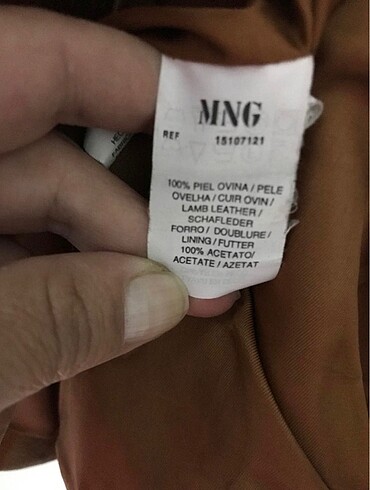 MNG
REF 15107121
100% PIEL OVINA / PELE
OVELHA / CUIR OVIN /
LAMB LEATHER /
SCHAFLEDER
FORRO / DOUBLURE /
LINING / FUTTER
100% ACETATO/
ACETATE / AZETAT